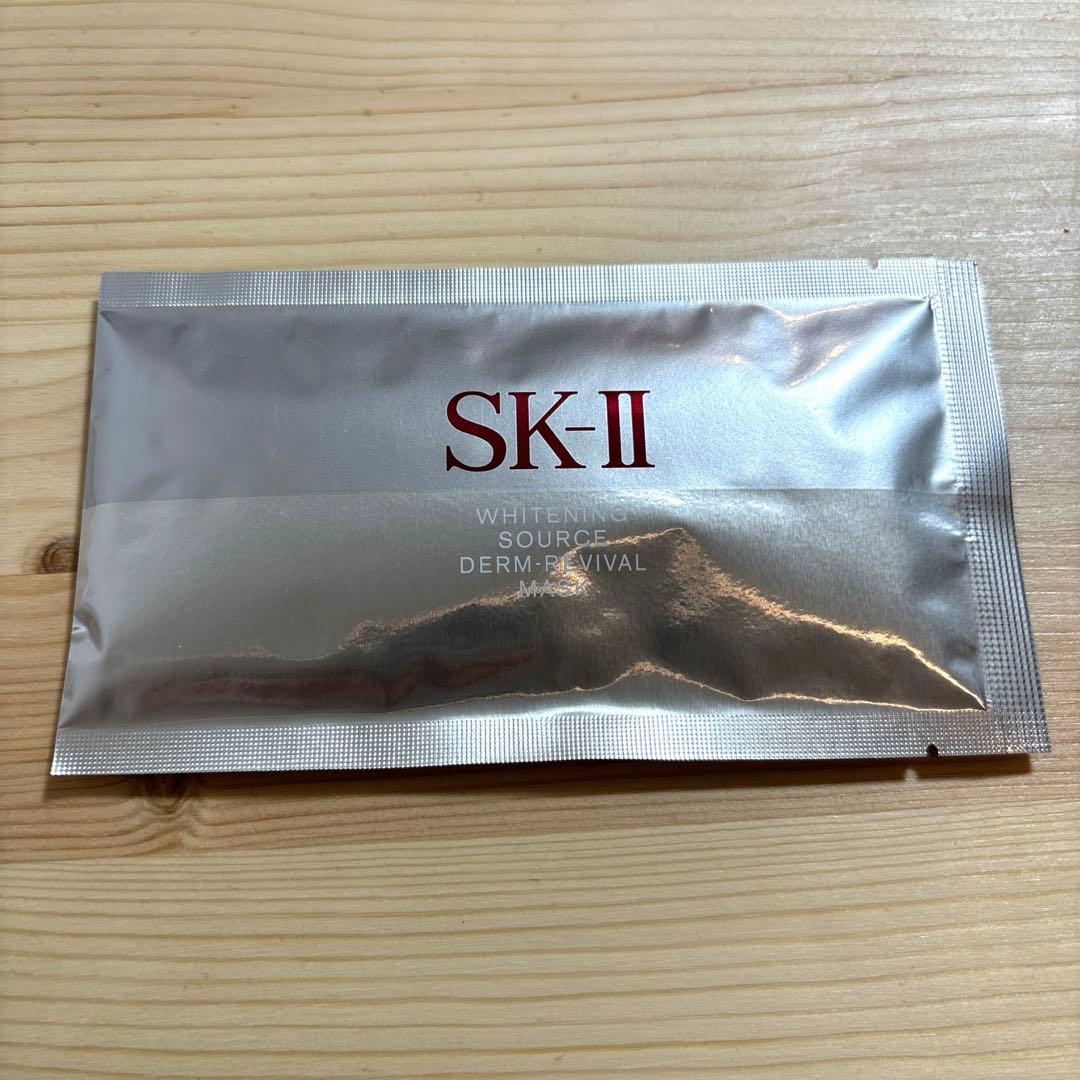 SK-II
WHITENING
SOURCE
DERM-REVIVAL
MASK